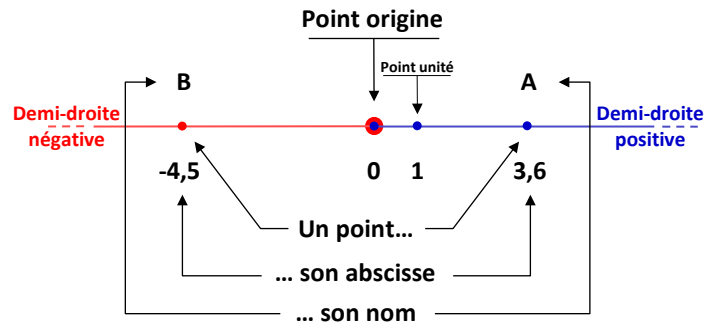 Point origine
Point unité
B
A
Demi-droite
négative
Demi-droite
positive
-4,5
0
1
3,6
Un point...
... son abscisse
... son nom